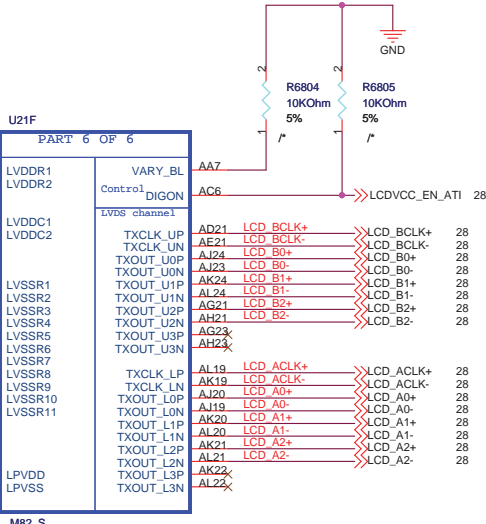 GND
2
2
R6804
R6805
10KOhm
10KOhm
5%
5%
1
1
/*
/*
U21F
PART 6 OF 6
LVDDR1
VARY_BL
AA7
LVDDR2
Control
DIGON
AC6
LCDVCC_EN_ATI 28
LVDS channel
LVDDC1
LVDDC2
TXCLK_UP AD21 LCD_BCLK+ LCD_BCLK+ 28
TXCLK_UN AE21 LCD_BCLK- LCD_BCLK- 28
TXOUT_U0P AJ24 LCD_B0+ LCD_B0+ 28
TXOUT_U0N AJ23 LCD_B0- LCD_B0- 28
LVSSR1 TXOUT_U1P AK24 LCD_B1+ LCD_B1+ 28
LVSSR2 TXOUT_U1N AL24 LCD_B1- LCD_B1- 28
LVSSR3 TXOUT_U2P AG21 LCD_B2+ LCD_B2+ 28
LVSSR4 TXOUT_U2N AH21 LCD_B2- LCD_B2- 28
LVSSR5 TXOUT_U3P AG23
LVSSR6 TXOUT_U3N AH23
LVSSR7
LVSSR8 TXCLK_LP AL19 LCD_ACLK+ LCD_ACLK+ 28
LVSSR9 TXCLK_LN AK19 LCD_ACLK- LCD_ACLK- 28
LVSSR10 TXOUT_L0P AJ20 LCD_A0+ LCD_A0+ 28
LVSSR11 TXOUT_L0N AJ19 LCD_A0- LCD_A0- 28
TXOUT_L1P AK20 LCD_A1+ LCD_A1+ 28
TXOUT_L1N AL20 LCD_A1- LCD_A1- 28
TXOUT_L2P AK21 LCD_A2+ LCD_A2+ 28
TXOUT_L2N AL21 LCD_A2- LCD_A2- 28
LPVDD TXOUT_L3P AK22
LPVSS TXOUT_L3N AL22
M82_S